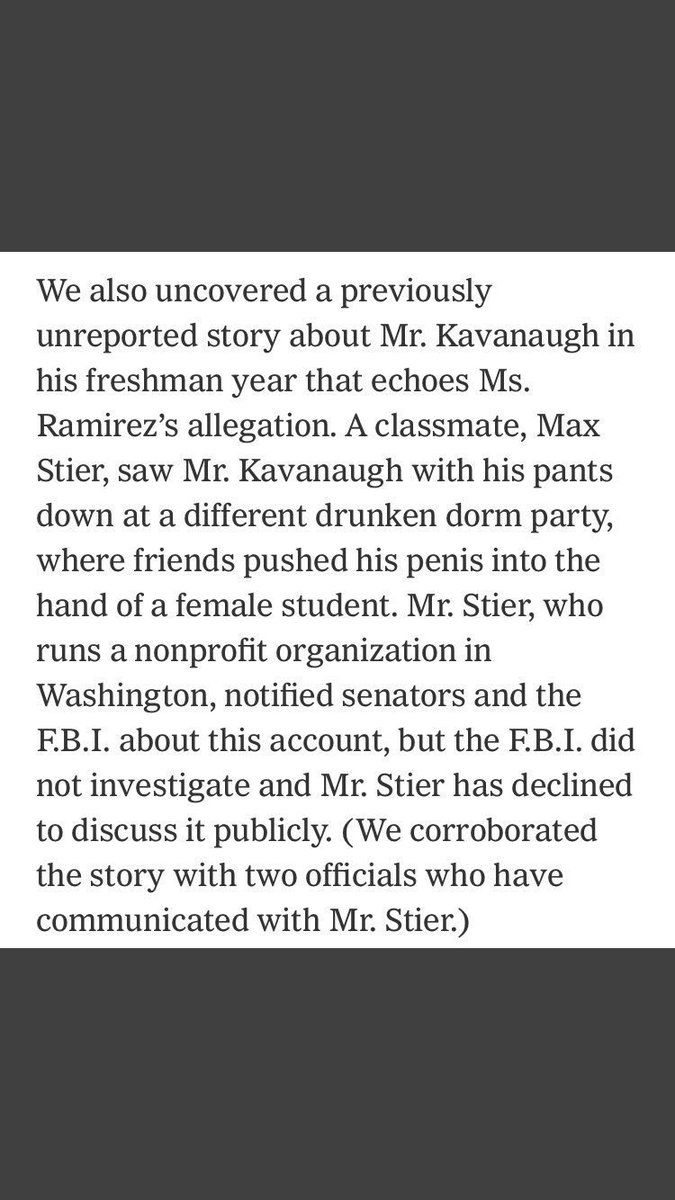 We also uncovered a previously
unreported story about Mr. Kavanaugh in
his freshman year that echoes Ms.
Ramirez’s allegation. A classmate, Max
Stier, saw Mr. Kavanaugh with his pants
down at a different drunken dorm party,
where friends pushed his penis into the
hand of a female student. Mr. Stier, who
runs a nonprofit organization in
Washington, notified senators and the
F.B.I. about this account, but the F.B.I. did
not investigate and Mr. Stier has declined
to discuss it publicly. (We corroborated
the story with two officials who have
communicated with Mr. Stier.)